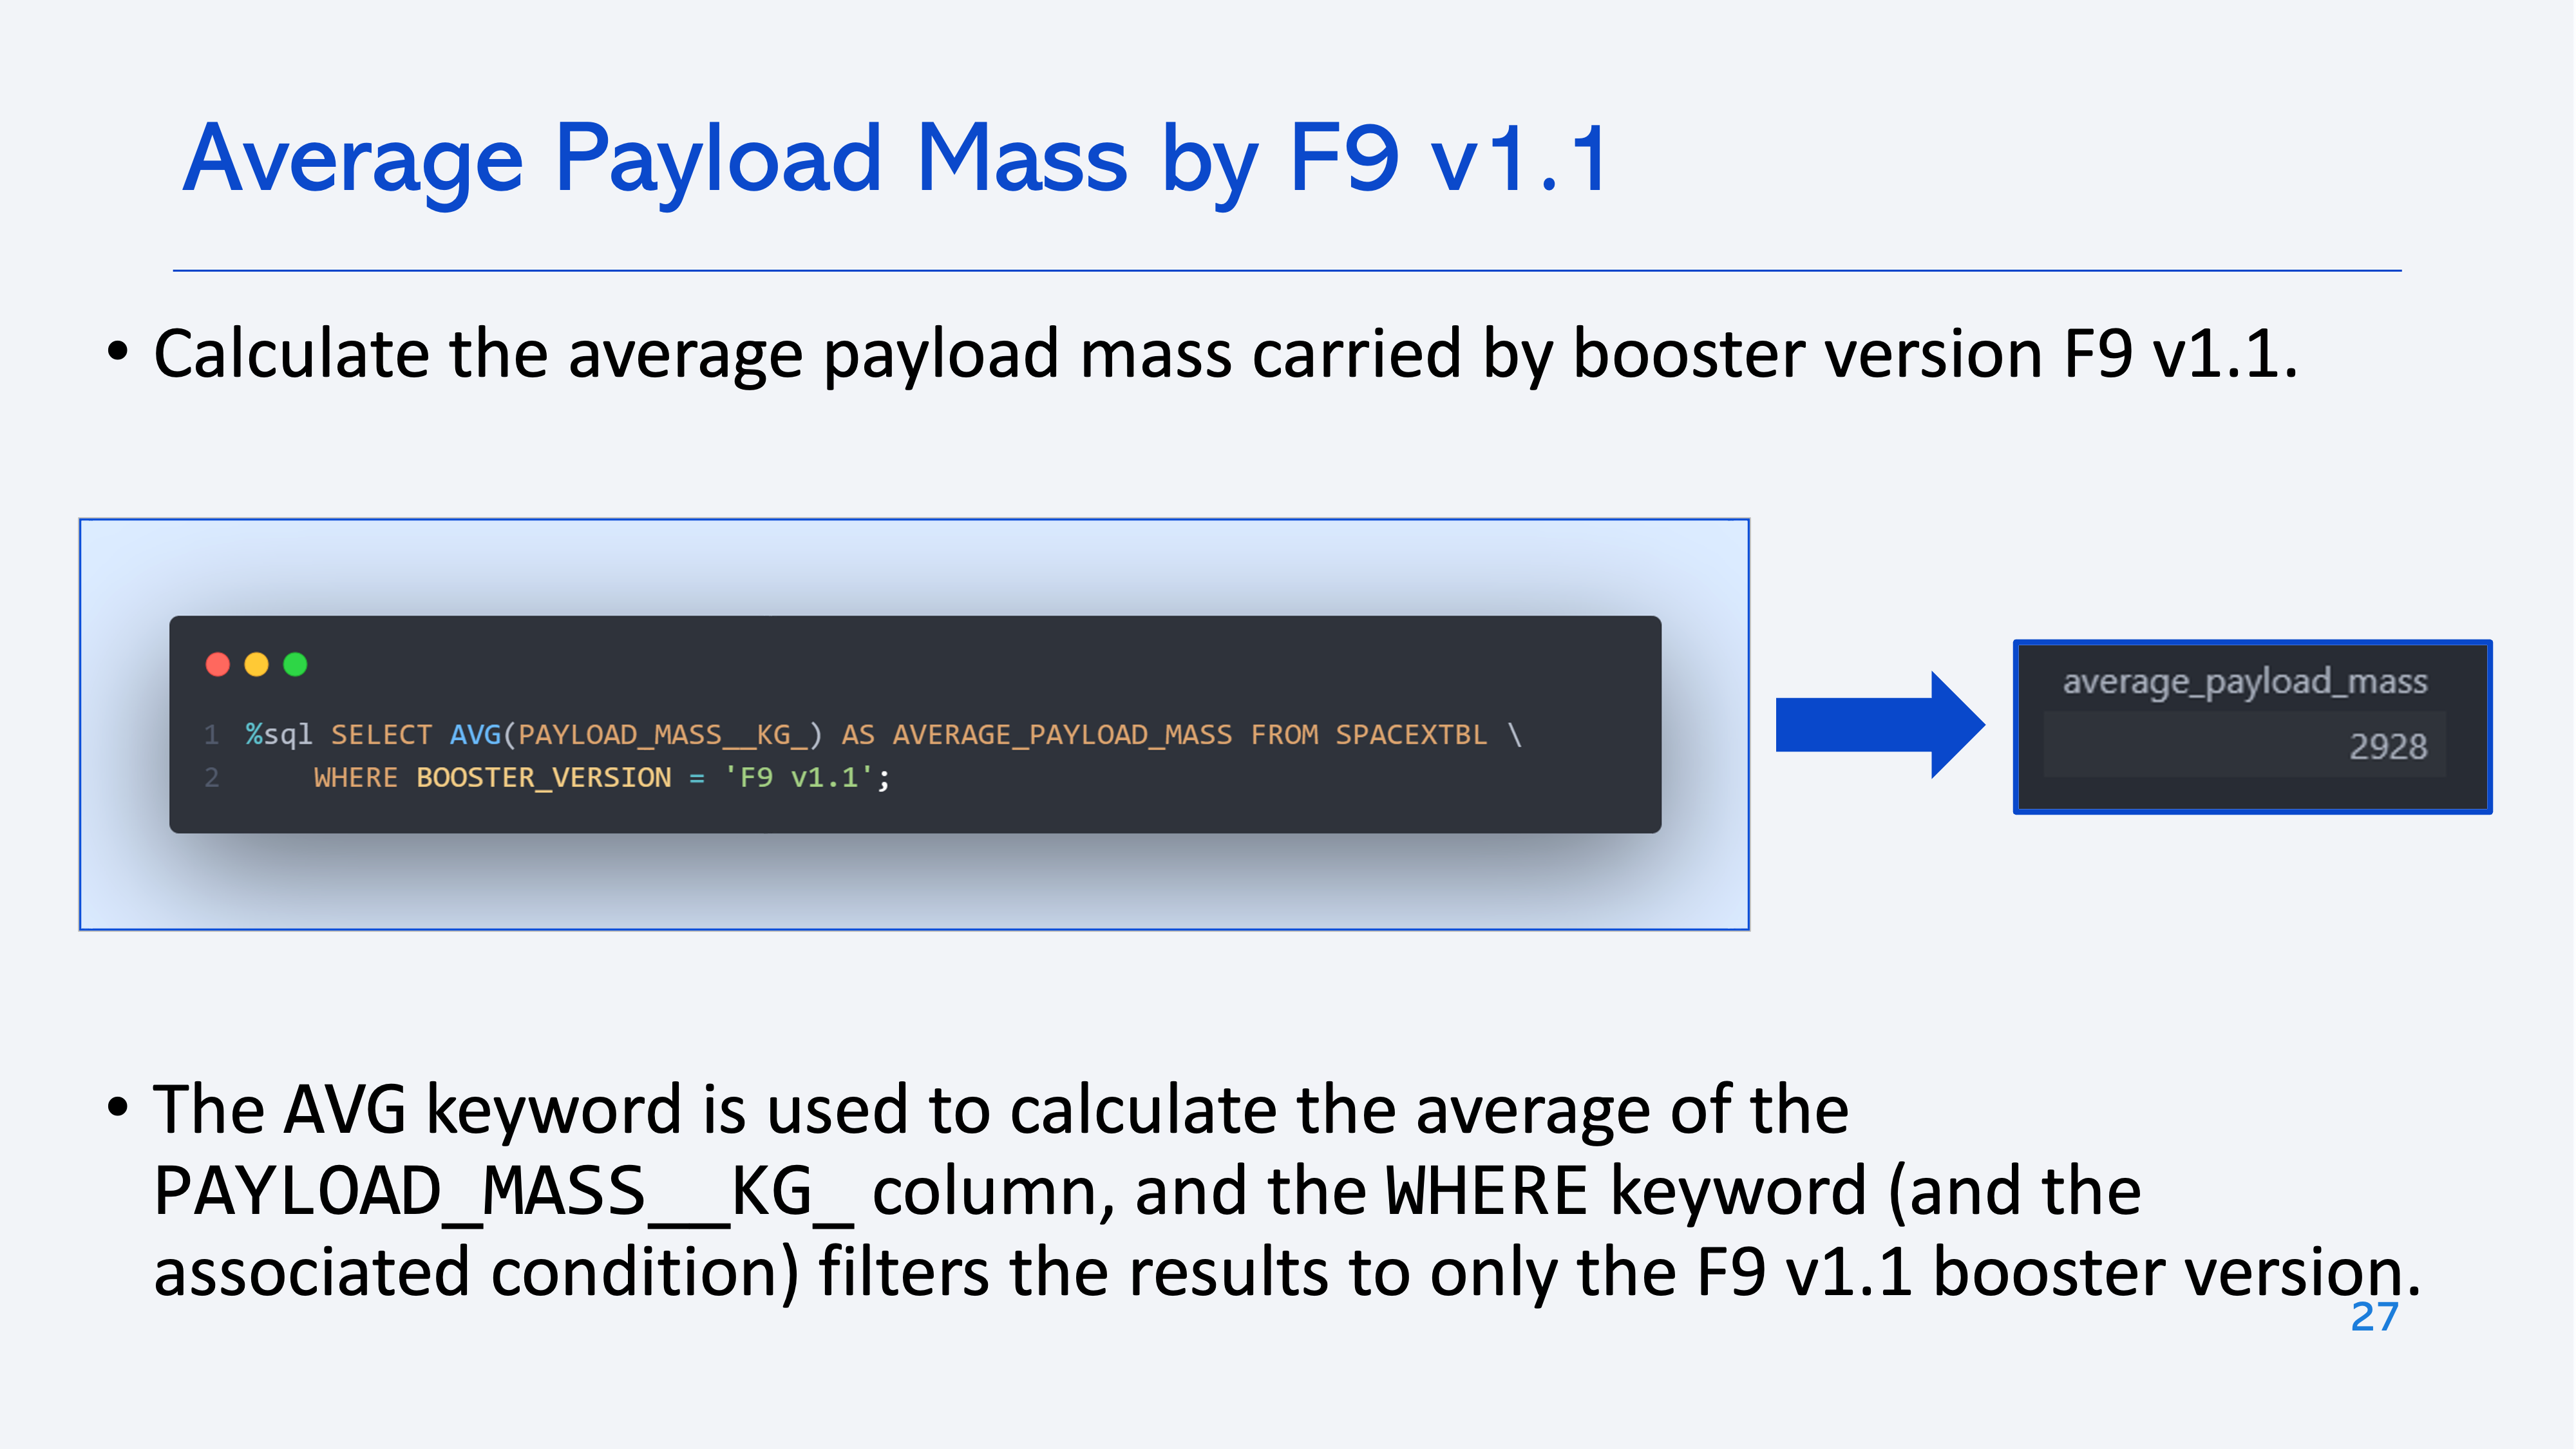 Average Payload Mass by F9 v1.1
• Calculate the average payload mass carried by booster version F9 v1.1.
1 %sql SELECT AVG(PAYLOAD_MASS__KG_) AS AVERAGE_PAYLOAD_MASS FROM SPACEXTBL \
2 WHERE BOOSTER_VERSION = 'F9 v1.1';
average_payload_mass
2928
• The AVG keyword is used to calculate the average of the
PAYLOAD_MASS__KG_ column, and the WHERE keyword (and the
associated condition) filters the results to only the F9 v1.1 booster version.
27